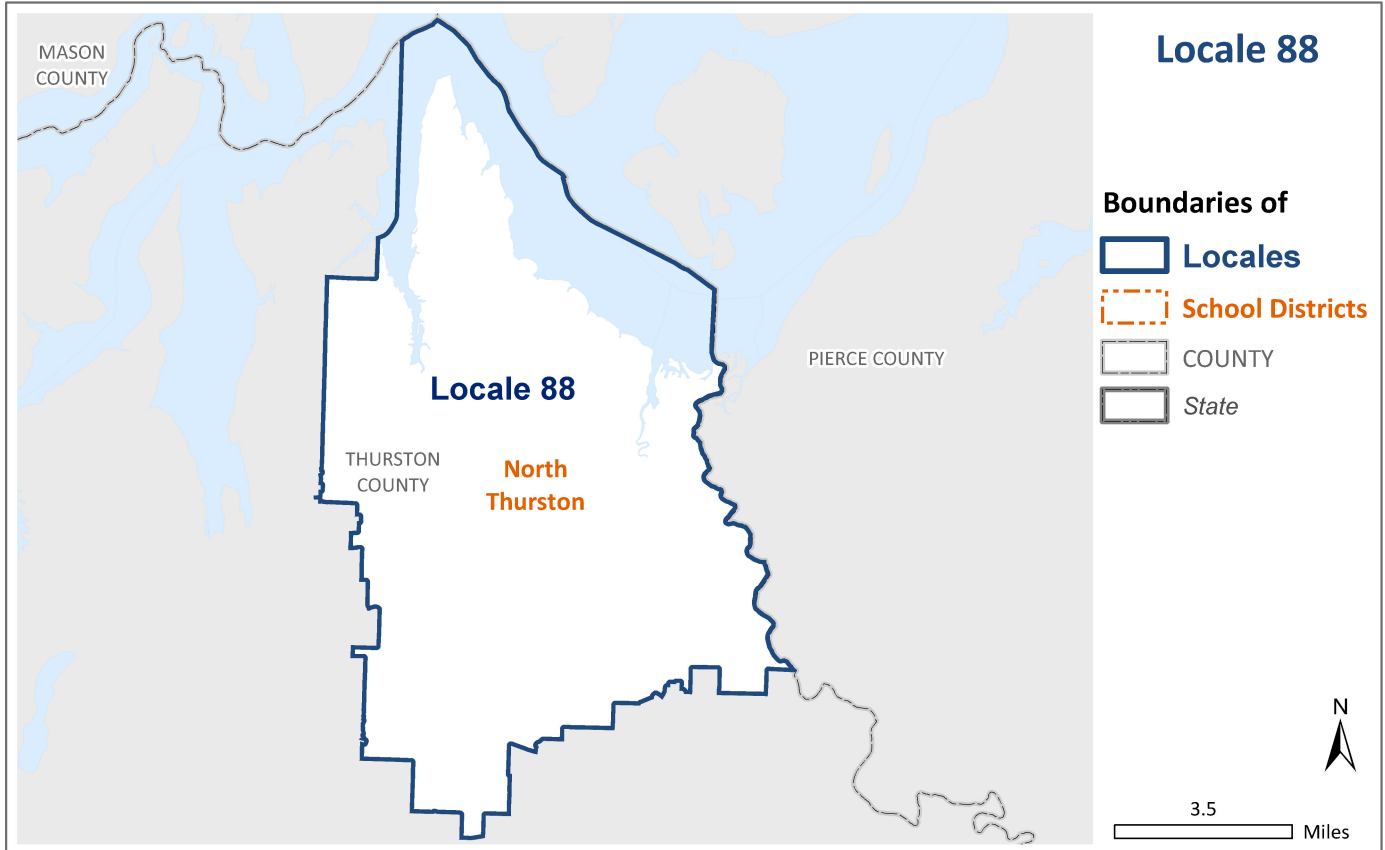 Locale 88
MASON
COUNTY
Boundaries of
Locales
School Districts
COUNTY
State
PIERCE COUNTY
Locale 88
THURSTON
COUNTY
North
Thurston
N
3.5
Miles